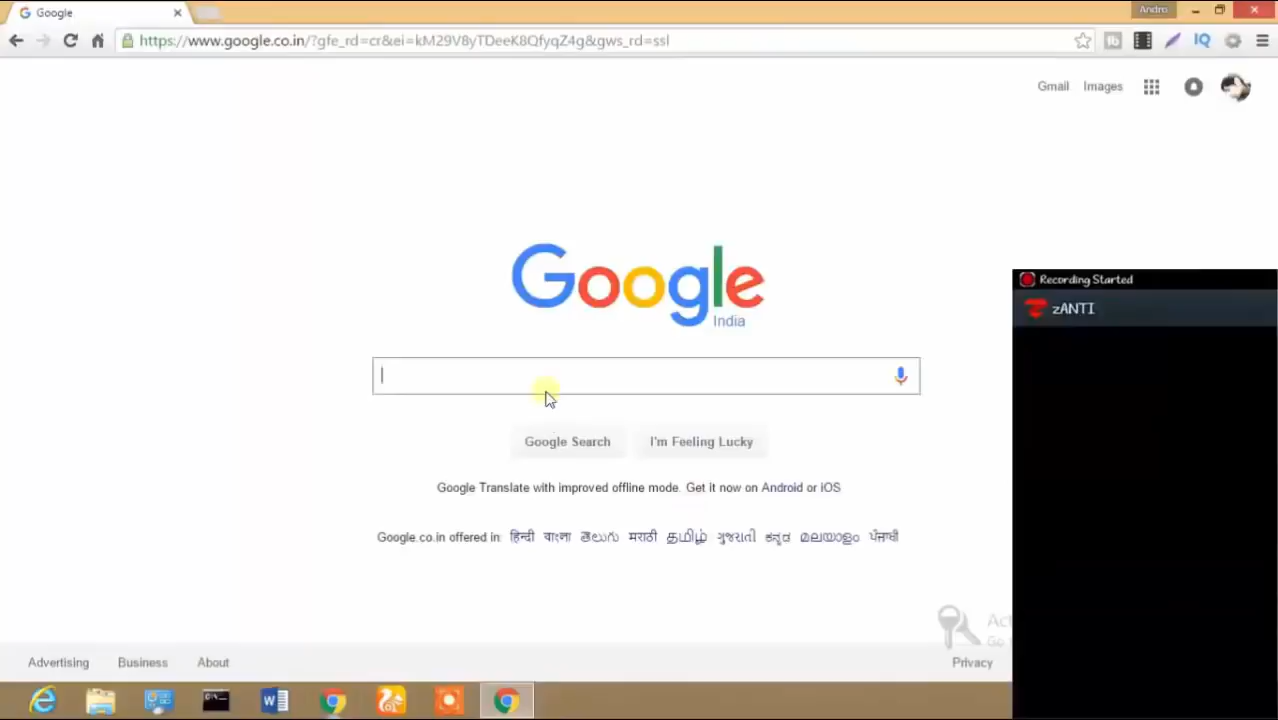 Google
Andro
https://www.google.co.in/?gfe_rd=cr&ei=kM29V8yTDeeK8QfyqZ4g&gws_rd=ssl
IQ
Gmail Images
Google
India
Recording Started
zANTI
Google Search I'm Feeling Lucky
Google Translate with improved offline mode. Get it now on Android or iOS
Google.co.in offered in: हिन्दी বাংলা తెలుగు मराठी தமிழ் ગુજરાતી ಕನ್ನಡ മലയാളം ਪੰਜਾਬੀ
Advertising Business About Privacy